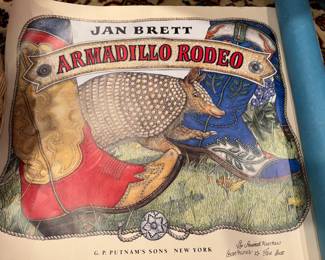 JAN BRETT
ARMADILLO RODEO
G. P. PUTNAM'S SONS NEW YORK